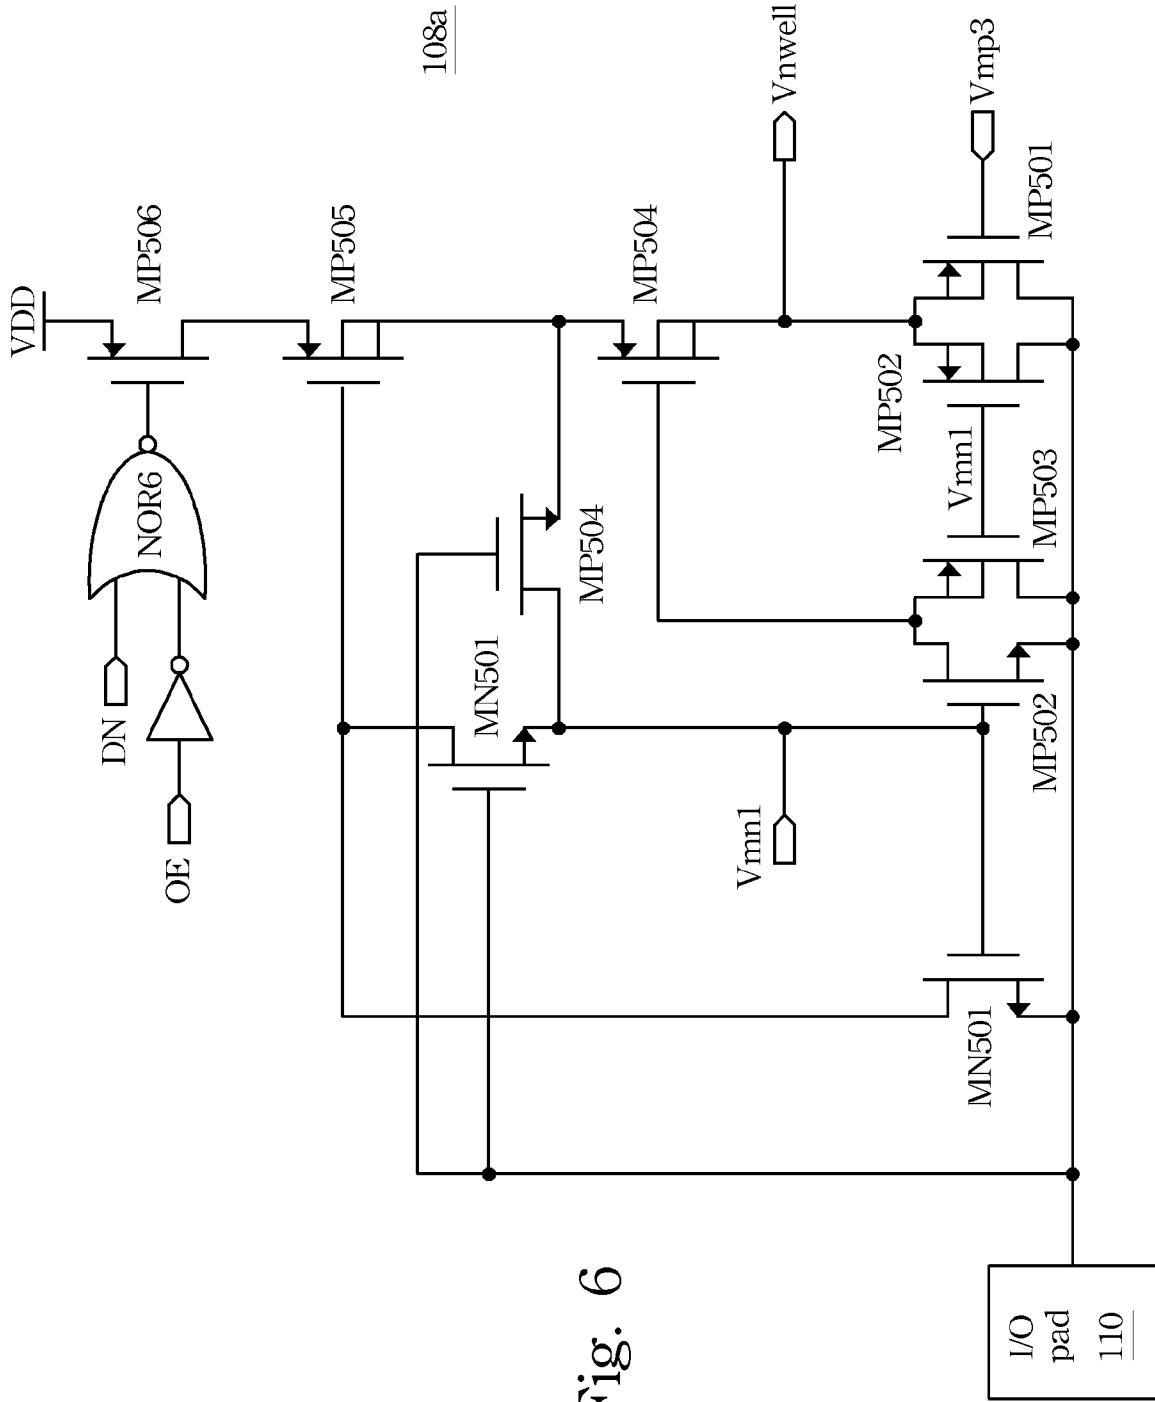 108a
VDD
MP506
MP505
MP504
Vnwell
Vmp3
MP501
MP502
Vmn1
MP503
NOR6
DN
OE
MN501
MP504
Vmn1
MP502
MN501
Fig. 6
I/O
pad
110